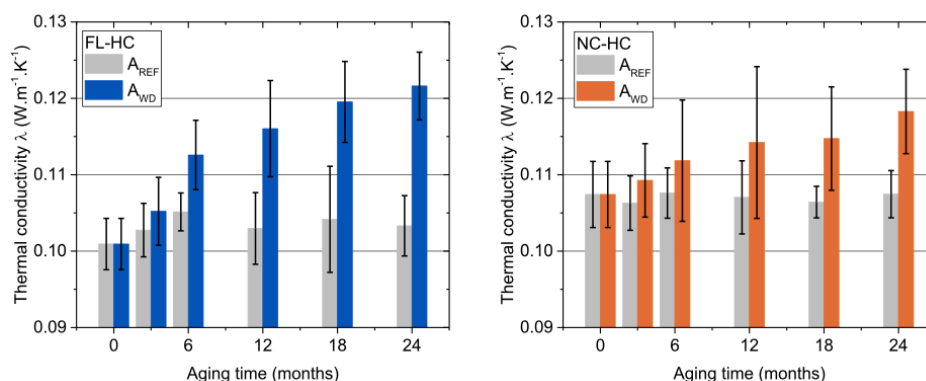 0.13
0.12
0.11
0.10
0.09
Thermal conductivity λ (W.m⁻¹.K⁻¹)
FL-HC
A_REF
A_WD
0 6 12 18 24
Aging time (months)
0.13
0.12
0.11
0.10
0.09
Thermal conductivity λ (W.m⁻¹.K⁻¹)
NC-HC
A_REF
A_WD
0 6 12 18 24
Aging time (months)